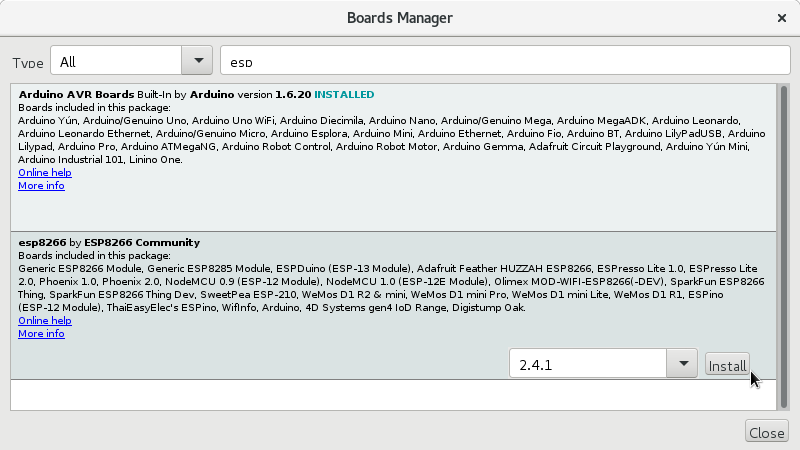 Boards Manager
Type All esp
Arduino AVR Boards Built-In by Arduino version 1.6.20 INSTALLED
Boards included in this package:
Arduino Yún, Arduino/Genuino Uno, Arduino Uno WiFi, Arduino Diecimila, Arduino Nano, Arduino/Genuino Mega, Arduino MegaADK, Arduino Leonardo,
Arduino Leonardo Ethernet, Arduino/Genuino Micro, Arduino Esplora, Arduino Mini, Arduino Ethernet, Arduino Fio, Arduino BT, Arduino LilyPadUSB, Arduino
Lilypad, Arduino Pro, Arduino ATMegaNG, Arduino Robot Control, Arduino Robot Motor, Arduino Gemma, Adafruit Circuit Playground, Arduino Yún Mini,
Arduino Industrial 101, Linino One.
Online help
More info
esp8266 by ESP8266 Community
Boards included in this package:
Generic ESP8266 Module, Generic ESP8285 Module, ESPDuino (ESP-13 Module), Adafruit Feather HUZZAH ESP8266, ESPresso Lite 1.0, ESPresso Lite
2.0, Phoenix 1.0, Phoenix 2.0, NodeMCU 0.9 (ESP-12 Module), NodeMCU 1.0 (ESP-12E Module), Olimex MOD-WIFI-ESP8266(-DEV), SparkFun ESP8266
Thing, SparkFun ESP8266 Thing Dev, SweetPea ESP-210, WeMos D1 R2 & mini, WeMos D1 mini Pro, WeMos D1 mini Lite, WeMos D1 R1, ESPino
(ESP-12 Module), ThaiEasyElec's ESPino, WifInfo, Arduino, 4D Systems gen4 IoD Range, Digistump Oak.
Online help
More info
2.4.1 Install
Close